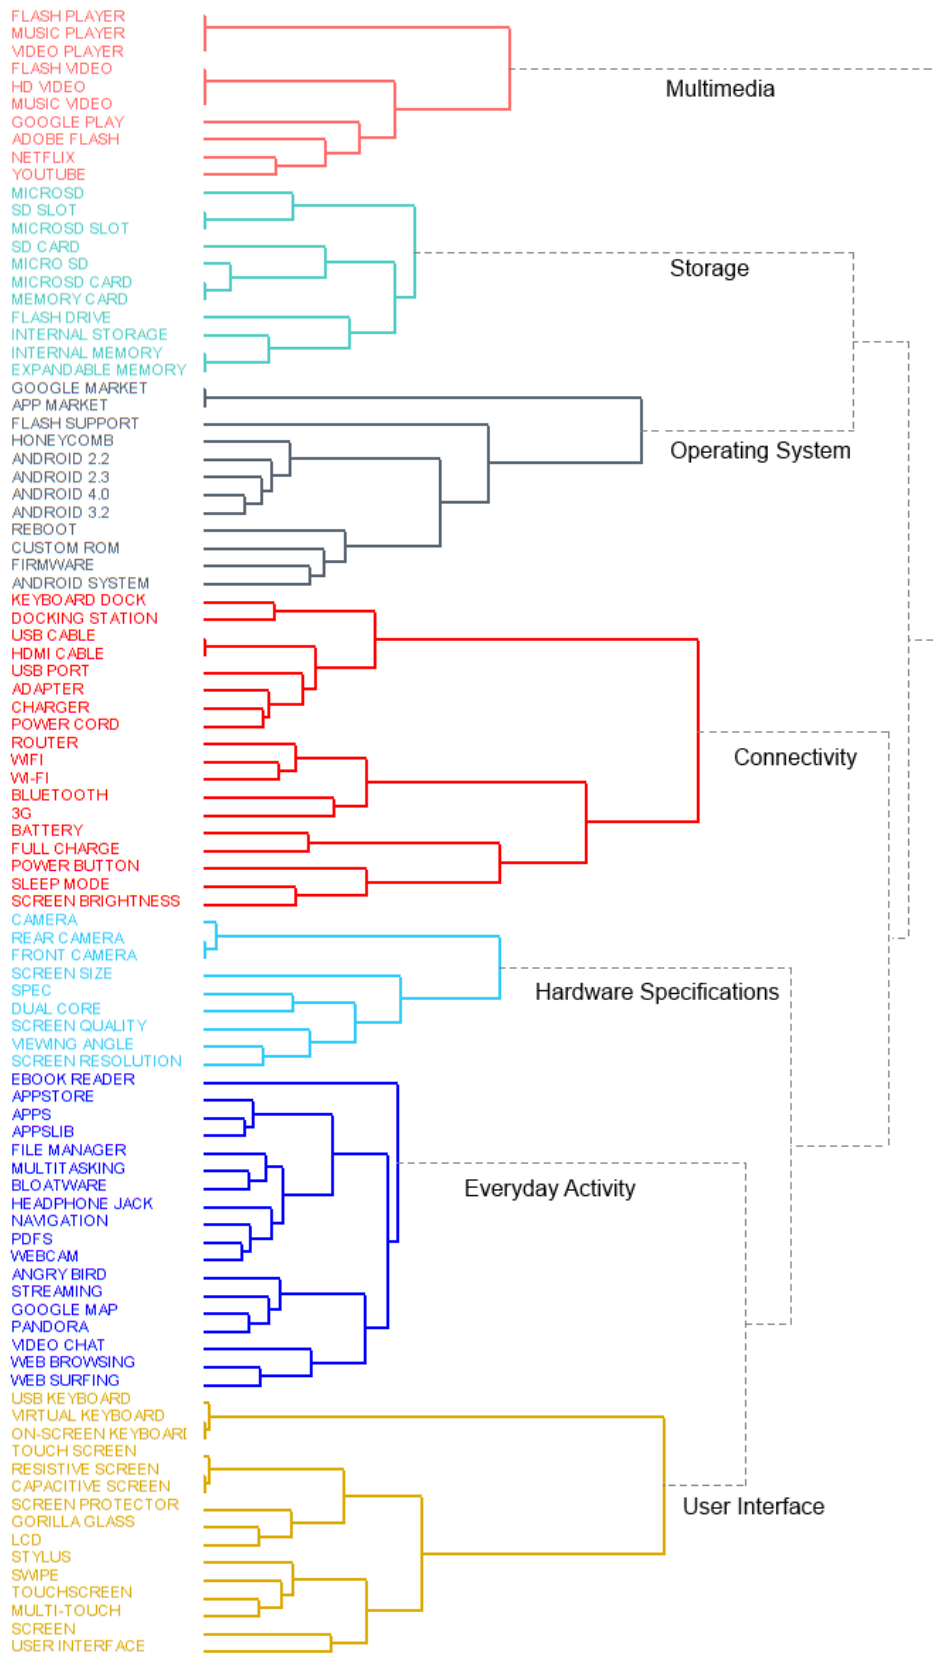 FLASH PLAYER
MUSIC PLAYER
VIDEO PLAYER
FLASH VIDEO
HD VIDEO
MUSIC VIDEO
GOOGLE PLAY
ADOBE FLASH
NETFLIX
YOUTUBE
Multimedia
MICROSD
SD SLOT
MICROSD SLOT
SD CARD
MICRO SD
MICROSD CARD
MEMORY CARD
FLASH DRIVE
INTERNAL STORAGE
INTERNAL MEMORY
EXPANDABLE MEMORY
Storage
GOOGLE MARKET
APP MARKET
FLASH SUPPORT
HONEYCOMB
ANDROID 2.2
ANDROID 2.3
ANDROID 4.0
ANDROID 3.2
REBOOT
CUSTOM ROM
FIRMWARE
ANDROID SYSTEM
Operating System
KEYBOARD DOCK
DOCKING STATION
USB CABLE
HDMI CABLE
USB PORT
ADAPTER
CHARGER
POWER CORD
ROUTER
WIFI
WI-FI
BLUETOOTH
3G
BATTERY
FULL CHARGE
POWER BUTTON
SLEEP MODE
SCREEN BRIGHTNESS
Connectivity
CAMERA
REAR CAMERA
FRONT CAMERA
SCREEN SIZE
SPEC
DUAL CORE
SCREEN QUALITY
VIEWING ANGLE
SCREEN RESOLUTION
Hardware Specifications
EBOOK READER
APPSTORE
APPS
APPSLIB
FILE MANAGER
MULTITASKING
BLOATWARE
HEADPHONE JACK
NAVIGATION
PDFS
WEBCAM
ANGRY BIRD
STREAMING
GOOGLE MAP
PANDORA
VIDEO CHAT
WEB BROWSING
WEB SURFING
Everyday Activity
USB KEYBOARD
VIRTUAL KEYBOARD
ON-SCREEN KEYBOARD
TOUCH SCREEN
RESISTIVE SCREEN
CAPACITIVE SCREEN
SCREEN PROTECTOR
GORILLA GLASS
LCD
STYLUS
SWIPE
TOUCHSCREEN
MULTI-TOUCH
SCREEN
USER INTERFACE
User Interface